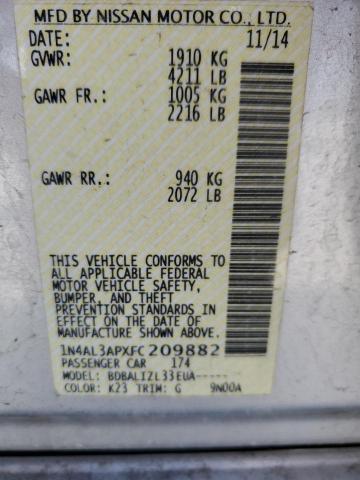 MFD BY NISSAN MOTOR CO., LTD.
DATE: 11/14
GVWR: 1910 KG
4211 LB
GAWR FR.: 1005 KG
2216 LB
GAWR RR.: 940 KG
2072 LB
THIS VEHICLE CONFORMS TO
ALL APPLICABLE FEDERAL
MOTOR VEHICLE SAFETY,
BUMPER, AND THEFT
PREVENTION STANDARDS IN
EFFECT ON THE DATE OF
MANUFACTURE SHOWN ABOVE.
1N4AL3APXFC209882
PASSENGER CAR 174
MODEL: BDBALIZL33EUA-----
COLOR: K23 TRIM: G 9N00A